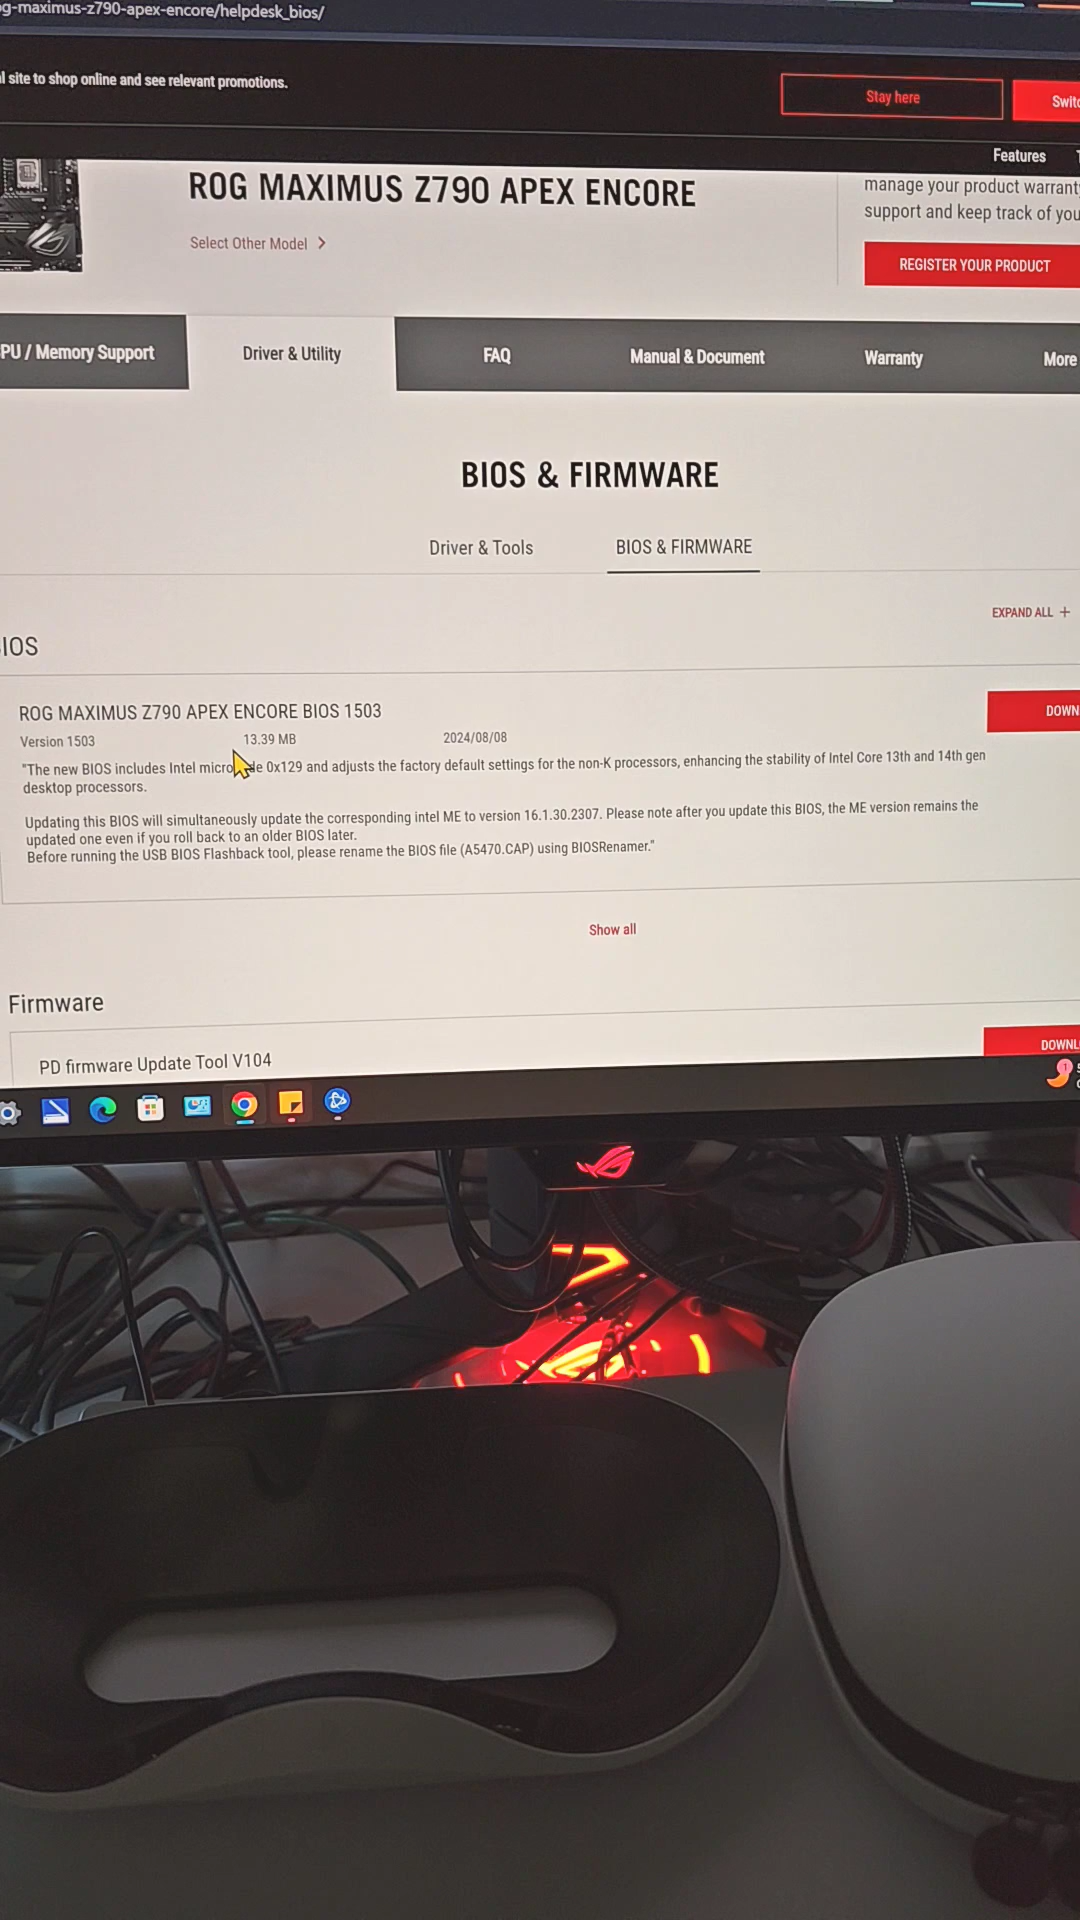 g-maximus-z790-apex-encore/helpdesk_bios/
l site to shop online and see relevant promotions.
Stay here
Features
ROG MAXIMUS Z790 APEX ENCORE
manage your product
support and keep track of
Select Other Model >
REGISTER YOUR PRODUCT
PU / Memory Support
Driver & Utility
FAQ
Manual & Document
Warranty
More
BIOS & FIRMWARE
Driver & Tools
BIOS & FIRMWARE
EXPAND ALL +
IOS
ROG MAXIMUS Z790 APEX ENCORE BIOS 1503
Version 1503
13.39 MB
2024/08/08
"The new BIOS includes Intel micro de 0x129 and adjusts the factory default settings for the non-K processors, enhancing the stability of Intel Core 13th and 14th gen
desktop processors.
Updating this BIOS will simultaneously update the corresponding intel ME to version 16.1.30.2307. Please note after you update this BIOS, the ME version remains the
updated one even if you roll back to an older BIOS later.
Before running the USB BIOS Flashback tool, please rename the BIOS file (A5470.CAP) using BIOSRenamer."
DOWN
Show all
Firmware
PD firmware Update Tool V104
DOWNL
1